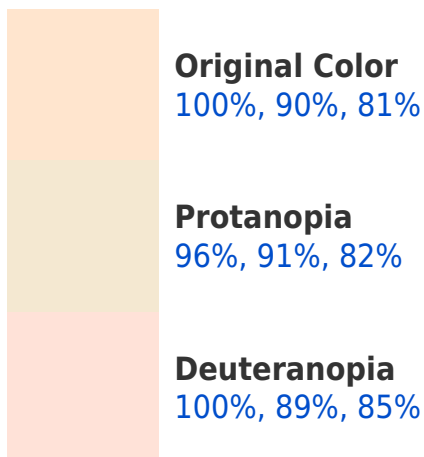 Original Color
100%, 90%, 81%
Protanopia
96%, 91%, 82%
Deuteranopia
100%, 89%, 85%